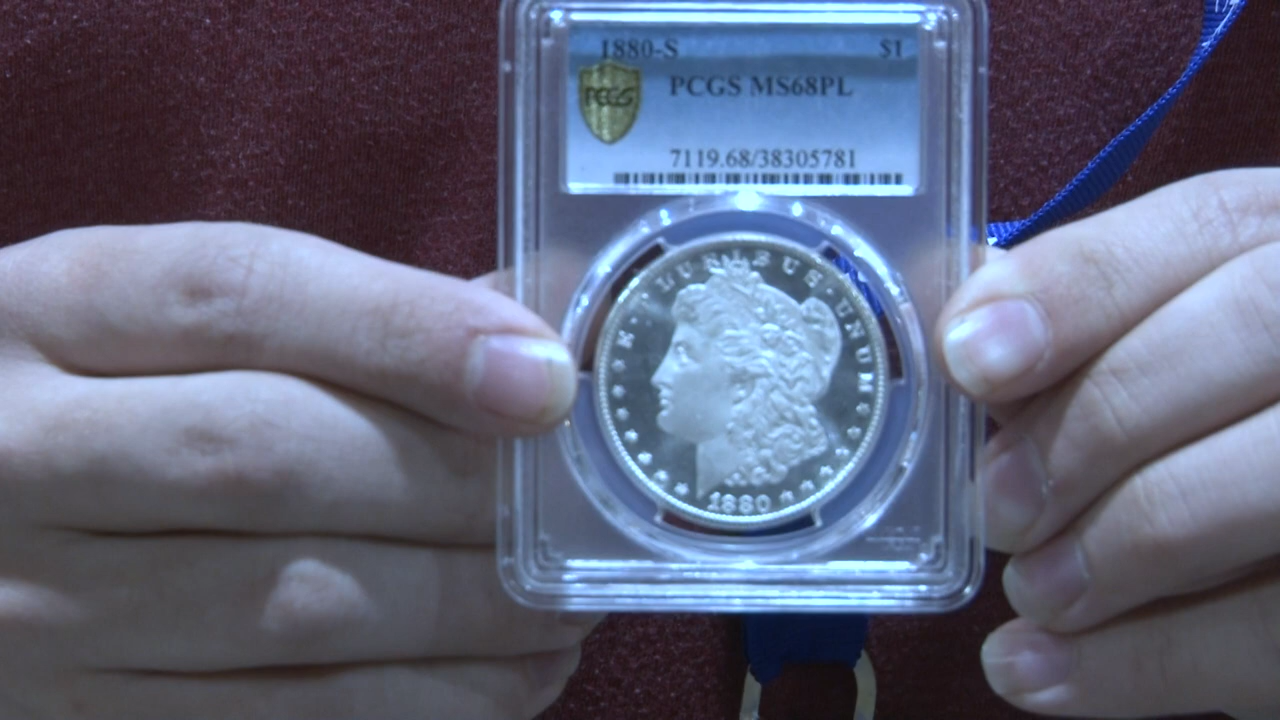 1880-S $1
PCGS MS68PL
PCGS
7119.68/38305781
E · PLURIBUS · UNUM
1880